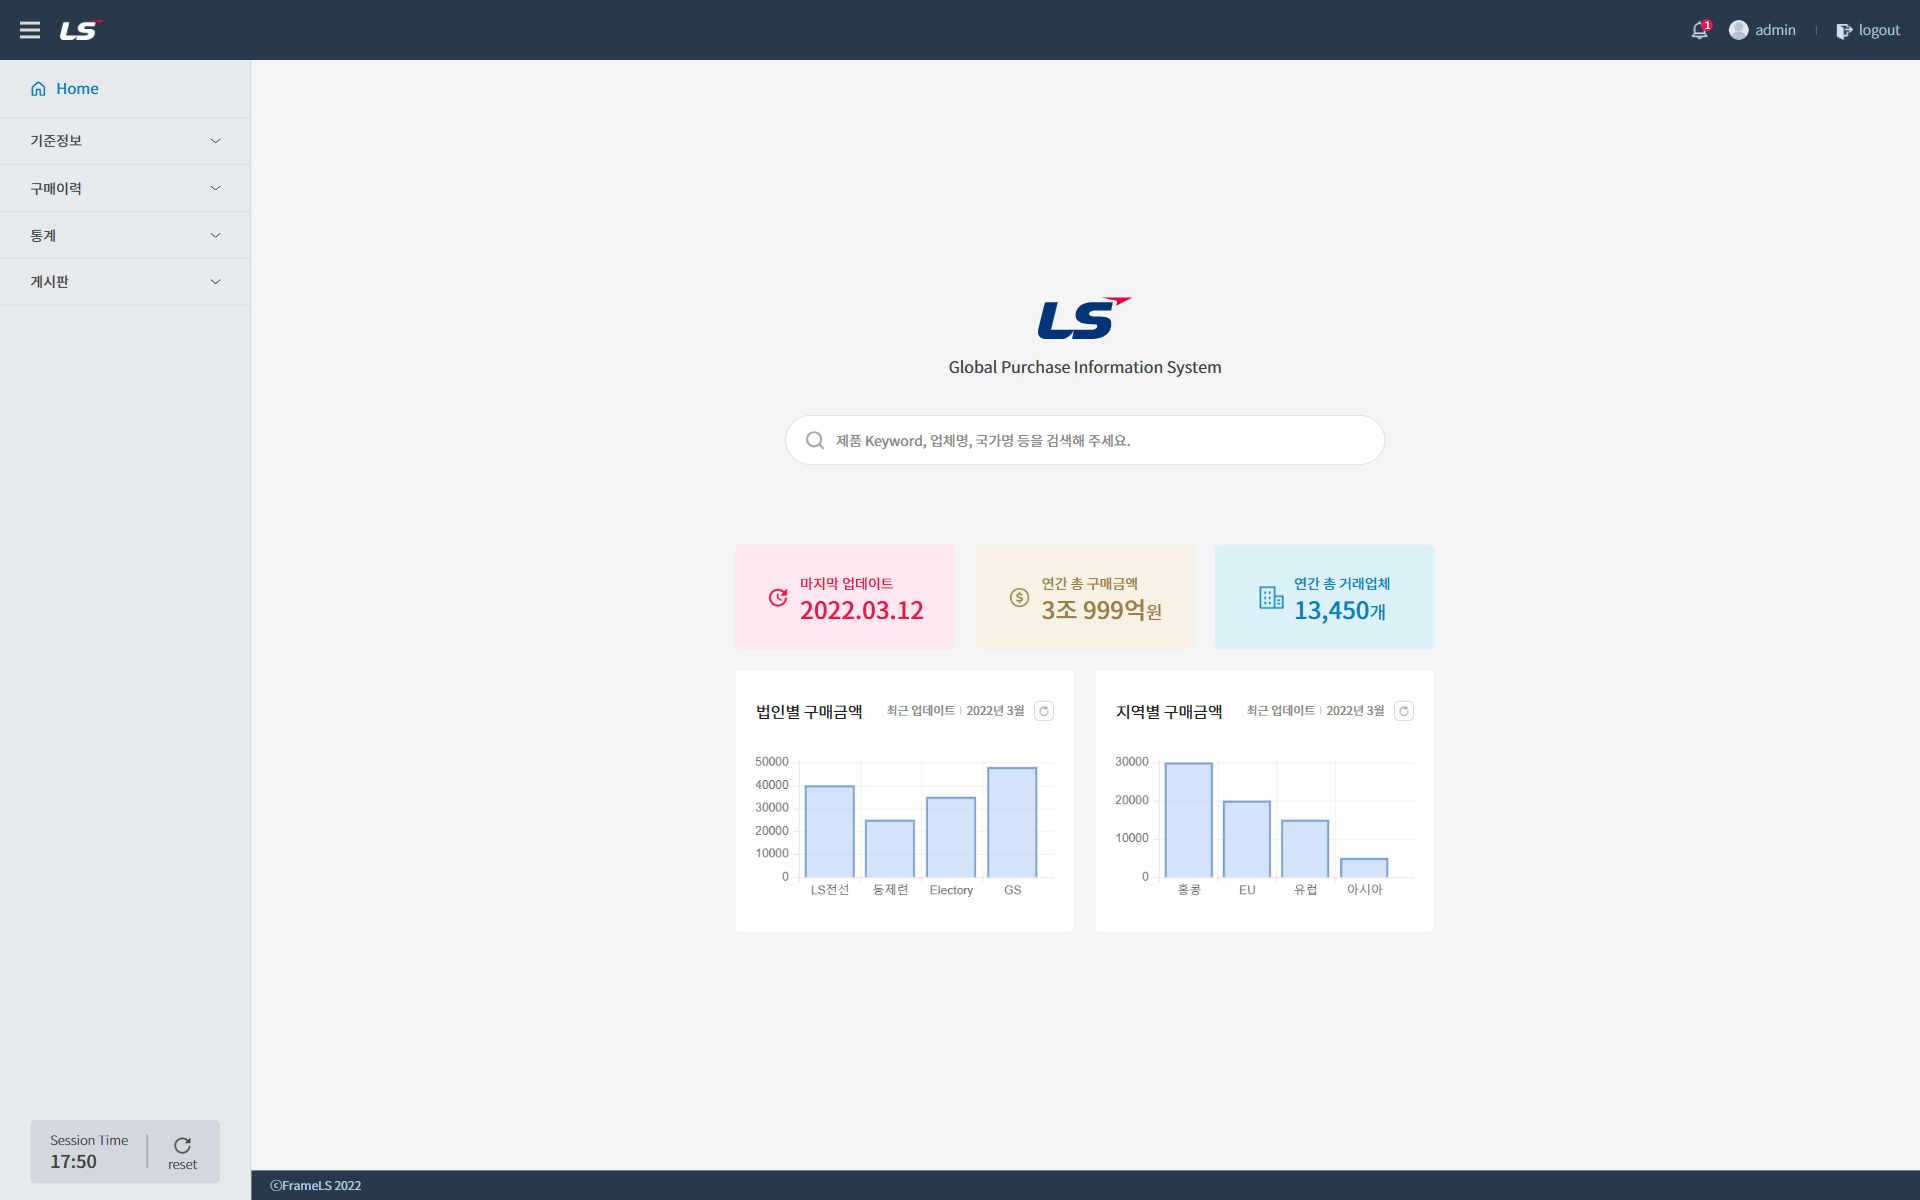 LS
1
admin
logout
Home
기준정보
구매이력
통계
게시판
LS
Global Purchase Information System
제품 Keyword, 업체명, 국가명 등을 검색해 주세요.
마지막 업데이트
2022.03.12
연간 총 구매금액
3조 999억원
연간 총 거래업체
13,450개
법인별 구매금액
최근 업데이트 | 2022년 3월
50000
40000
30000
20000
10000
0
LS전선 동제련 Electory GS
지역별 구매금액
최근 업데이트 | 2022년 3월
30000
20000
10000
0
홍콩 EU 유럽 아시아
Session Time
17:50
reset
ⓒFrameLS 2022